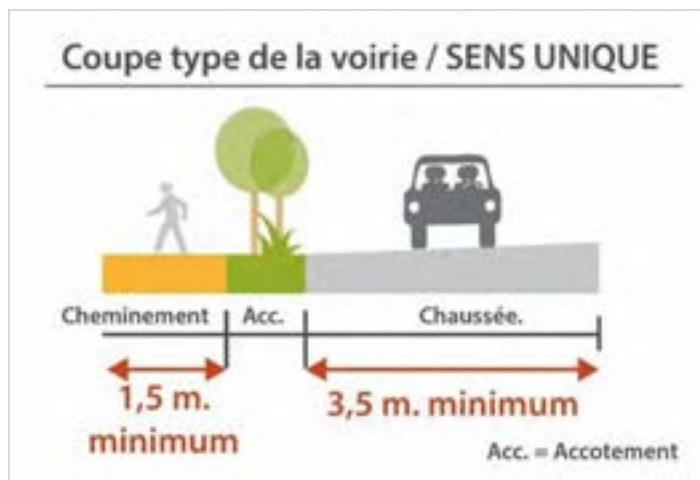 Coupe type de la voirie / SENS UNIQUE
Cheminement
Acc.
Chaussée.
1,5 m.
minimum
3,5 m. minimum
Acc. = Accotement